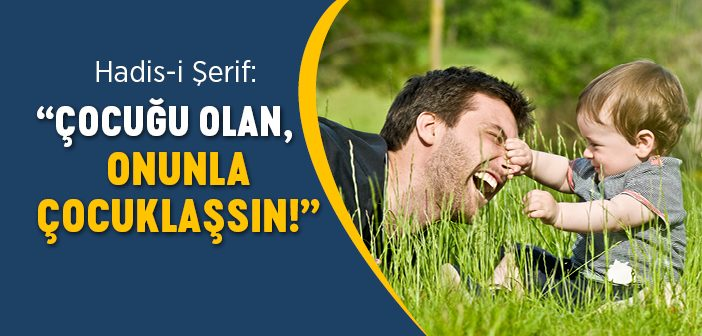 Hadis-i Şerif:
“ÇOCUĞU OLAN,
ONUNLA
ÇOCUKLAŞSIN!”